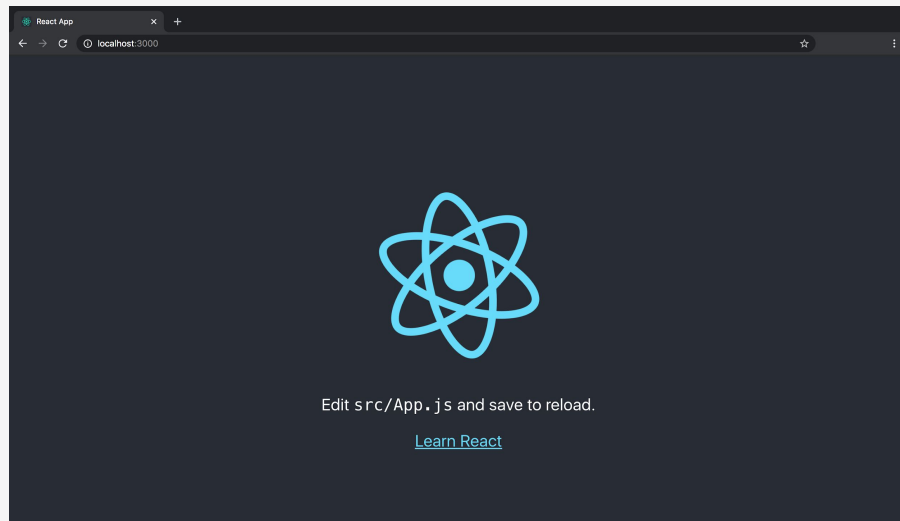 React App
localhost:3000
Edit src/App.js and save to reload.
Learn React